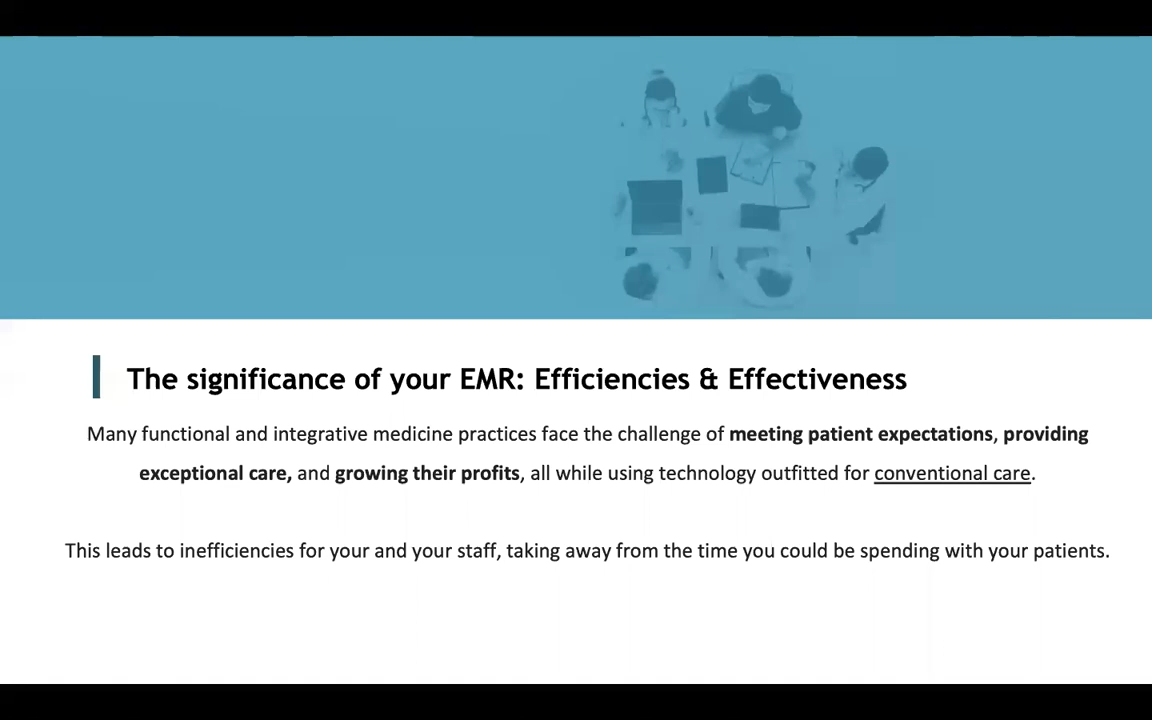 The significance of your EMR: Efficiencies & Effectiveness
Many functional and integrative medicine practices face the challenge of meeting patient expectations, providing
exceptional care, and growing their profits, all while using technology outfitted for conventional care.
This leads to inefficiencies for your and your staff, taking away from the time you could be spending with your patients.